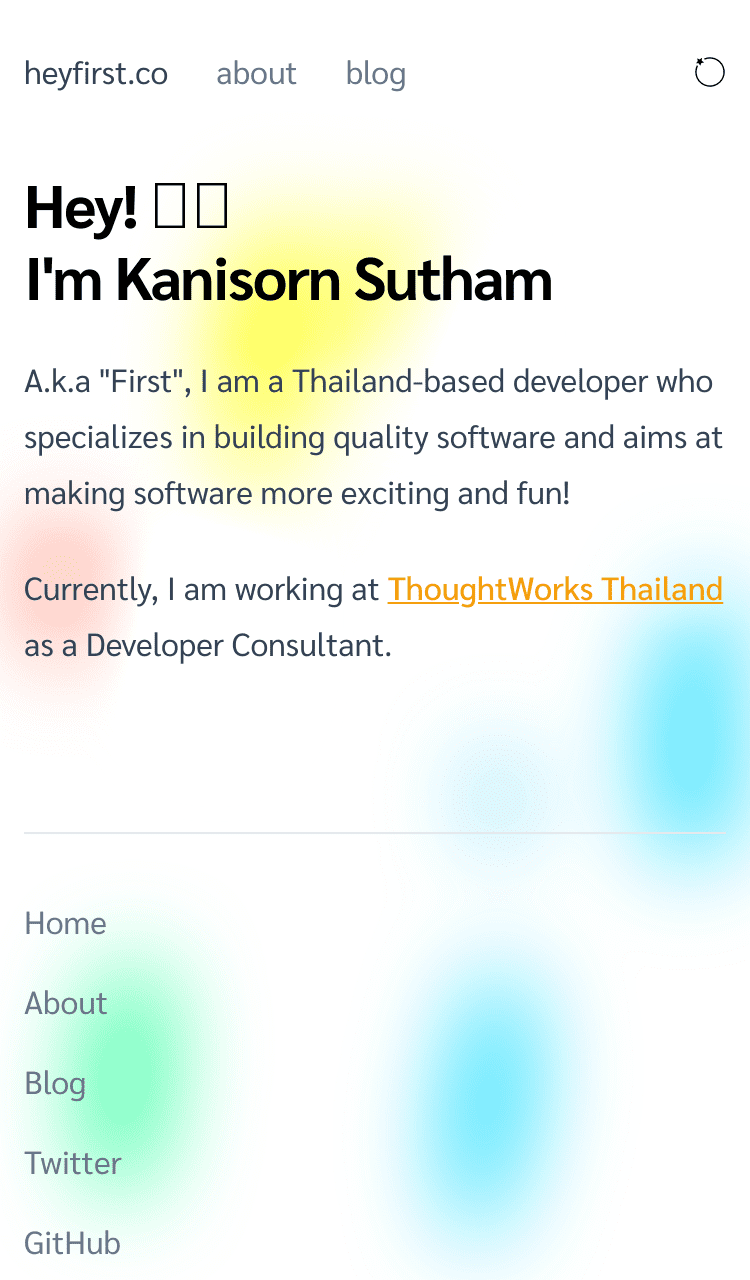 heyfirst.co about blog
Hey!
I'm Kanisorn Sutham
A.k.a "First", I am a Thailand-based developer who
specializes in building quality software and aims at
making software more exciting and fun!
Currently, I am working at ThoughtWorks Thailand
as a Developer Consultant.
Home
About
Blog
Twitter
GitHub